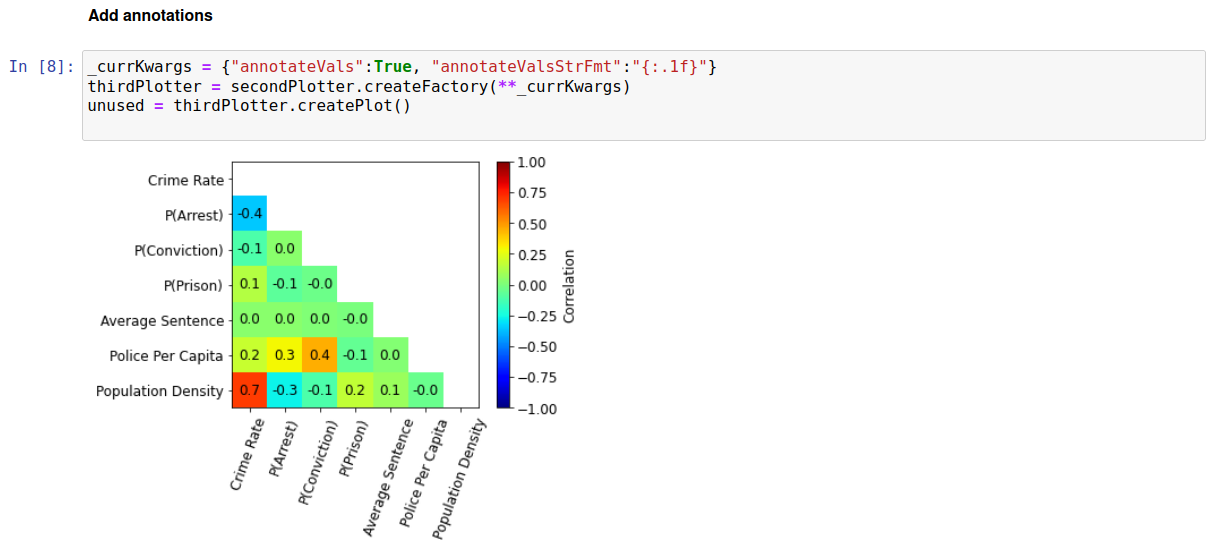 Add annotations
In [8]: _currKwargs = {"annotateVals":True, "annotateValsStrFmt":"{:.1f}"}
thirdPlotter = secondPlotter.createFactory(**_currKwargs)
unused = thirdPlotter.createPlot()
Crime Rate
P(Arrest) -0.4
P(Conviction) -0.1 0.0
P(Prison) 0.1 -0.1 -0.0
Average Sentence 0.0 0.0 0.0 -0.0
Police Per Capita 0.2 0.3 0.4 -0.1 0.0
Population Density 0.7 -0.3 -0.1 0.2 0.1 -0.0
Crime Rate
P(Arrest)
P(Conviction)
P(Prison)
Average Sentence
Police Per Capita
Population Density
1.00
0.75
0.50
0.25
0.00
−0.25
−0.50
−0.75
−1.00
Correlation